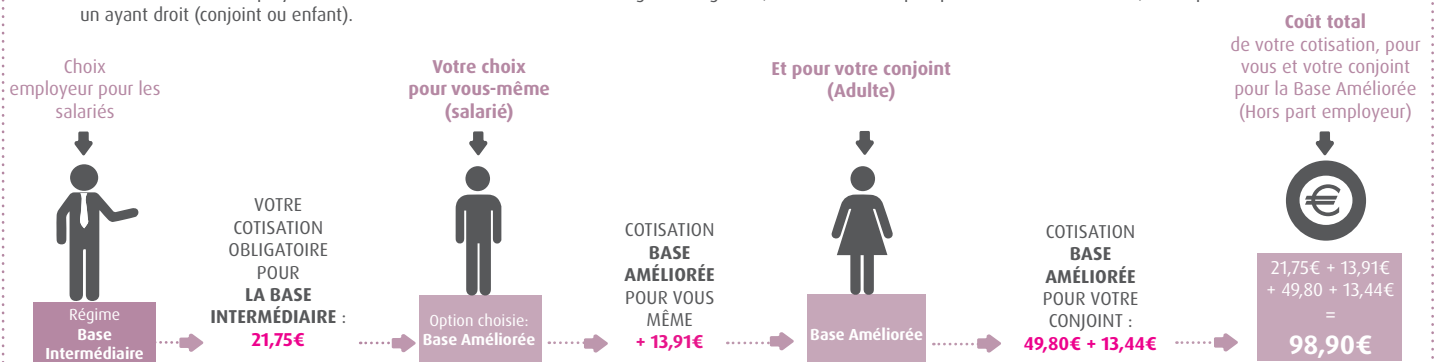 un ayant droit (conjoint ou enfant).
Choix
employeur pour les
salariés
Régime
Base
Intermédiaire
VOTRE
COTISATION
OBLIGATOIRE
POUR
LA BASE
INTERMÉDIAIRE :
21,75€
Votre choix
pour vous-même
(salarié)
Option choisie:
Base Améliorée
COTISATION
BASE
AMÉLIORÉE
POUR VOUS
MÊME
+ 13,91€
Et pour votre conjoint
(Adulte)
Base Améliorée
COTISATION
BASE
AMÉLIORÉE
POUR VOTRE
CONJOINT :
49,80€ + 13,44€
Coût total
de votre cotisation, pour
vous et votre conjoint
pour la Base Améliorée
(Hors part employeur)
€
21,75€ + 13,91€
+ 49,80 + 13,44€
=
98,90€